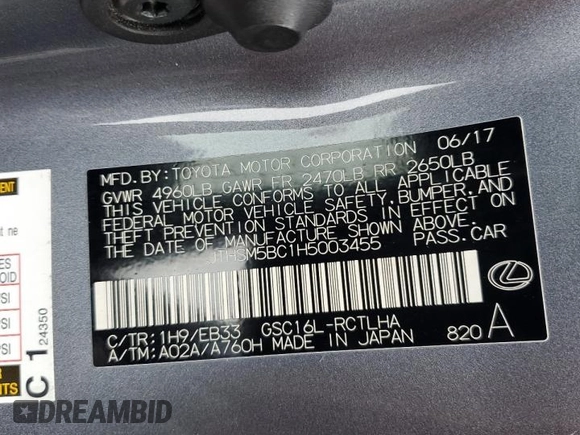 MFD. BY: TOYOTA MOTOR CORPORATION 06/17
GVWR 4960LB GAWR FR 2470LB RR 2650LB
THIS VEHICLE CONFORMS TO ALL APPLICABLE
FEDERAL MOTOR VEHICLE SAFETY, BUMPER, AND
THEFT PREVENTION STANDARDS IN EFFECT ON
THE DATE OF MANUFACTURE SHOWN ABOVE.
JTHSM5BC1H5003455 PASS. CAR
C/TR: 1H9/EB33 GSC16L-RCTLHA
A/TM: A02A/A760H MADE IN JAPAN 820 A
C 1 24350
DREAMBID